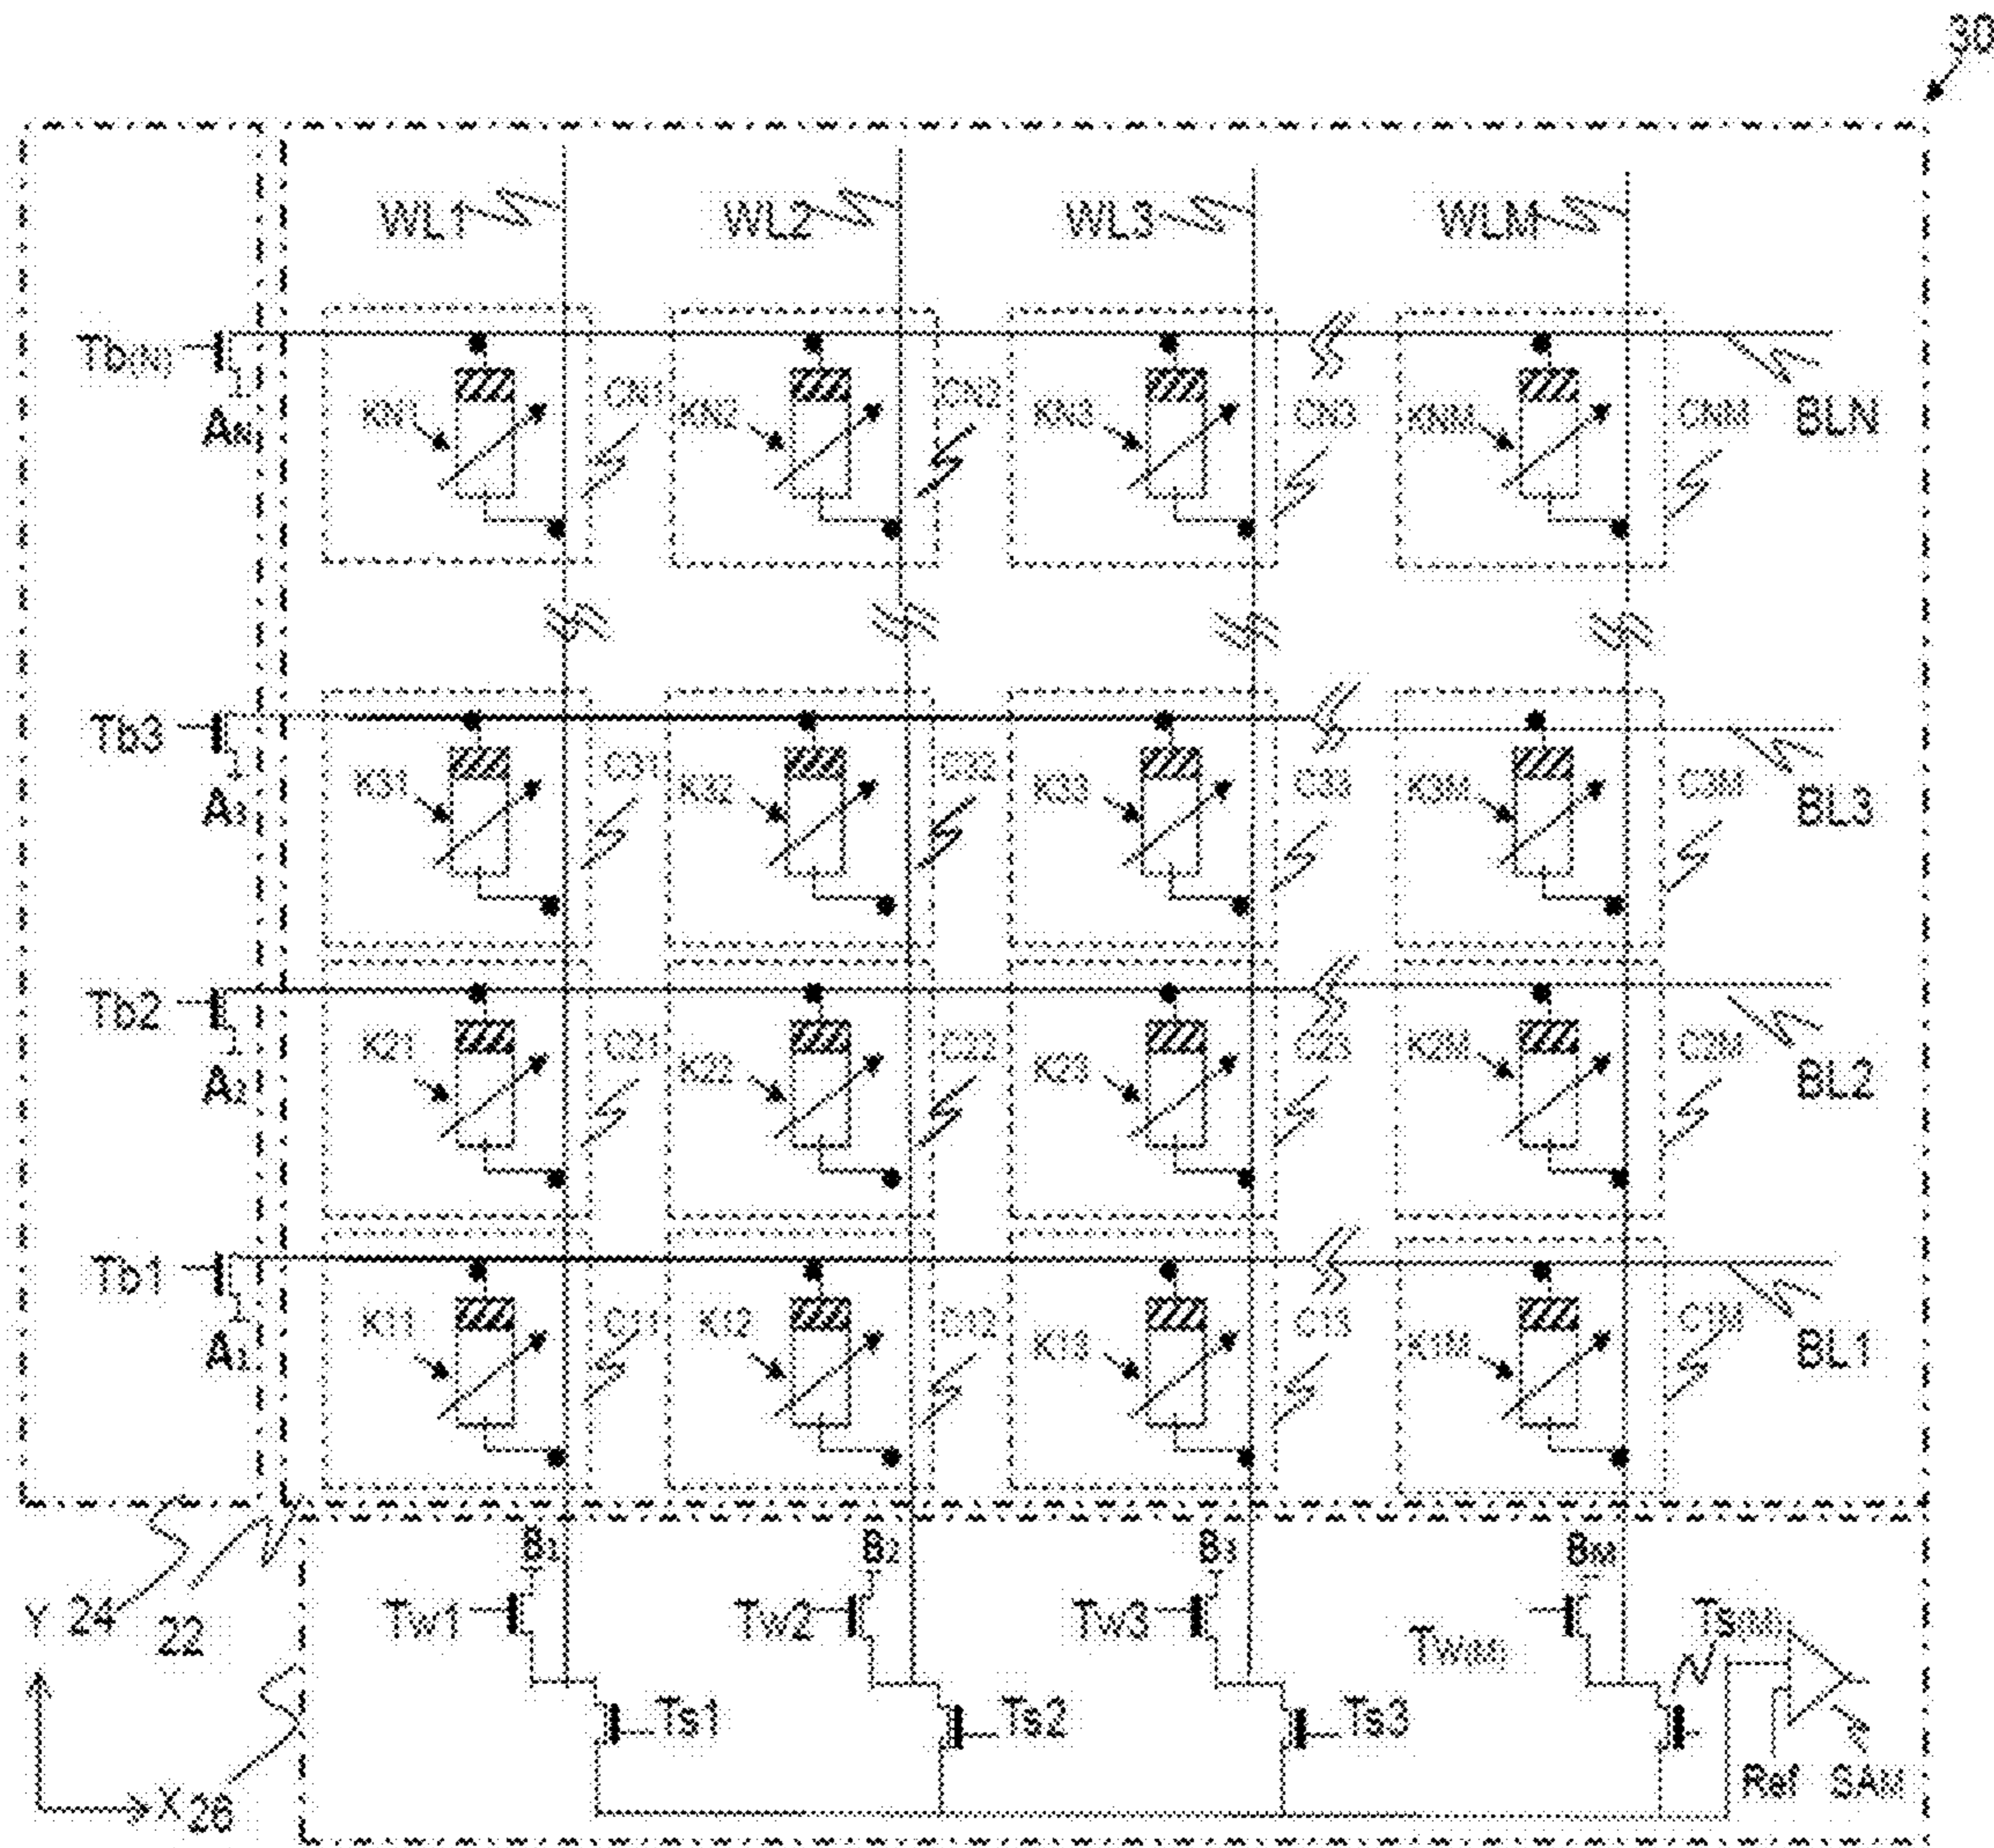 30
WL1 WL2 WL3 WLM
Tb(N)
KN1 CN1 KN2 CN2 KN3 CN3 KNM CNM BLN
AN
Tb3
K31 C31 K32 C32 K33 C33 K3M C3M BL3
A3
Tb2
K21 C21 K22 C22 K23 C23 K2M C2M BL2
A2
Tb1
K11 C11 K12 C12 K13 C13 K1M C1M BL1
A1
B1 B2 B3 BM
Y 24 22 Tw1 Tw2 Tw3 Tw(M) Ts(M)
Ts1 Ts2 Ts3
Ref SAM
X 26